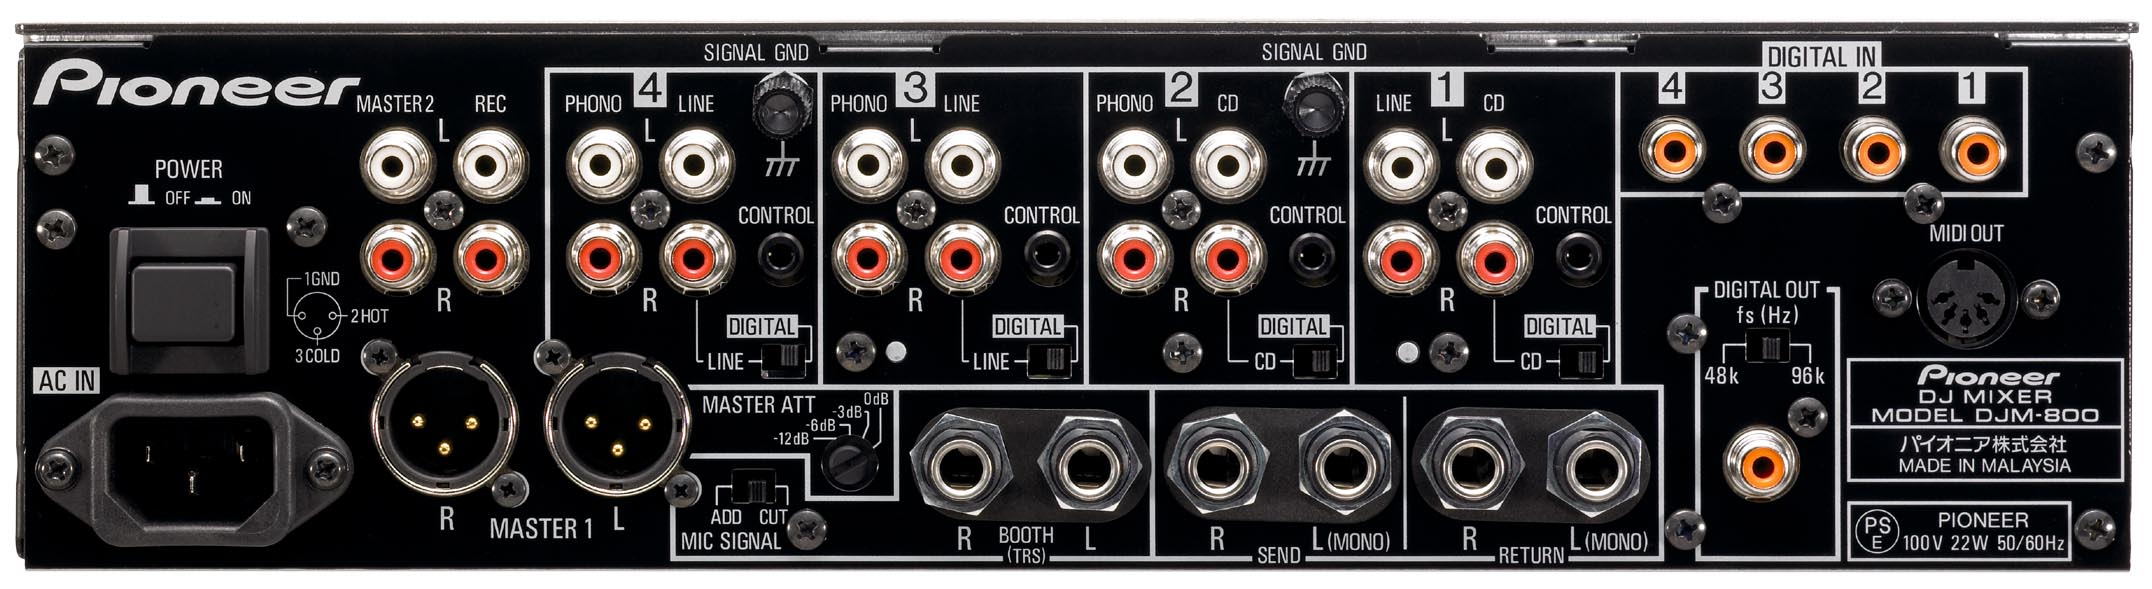 SIGNAL GND
SIGNAL GND
DIGITAL IN
Pioneer
MASTER 2
REC
L
R
PHONO
4
LINE
L
R
CONTROL
DIGITAL
LINE
PHONO
3
LINE
L
R
CONTROL
DIGITAL
LINE
PHONO
2
CD
L
R
CONTROL
DIGITAL
CD
LINE
1
CD
L
R
CONTROL
DIGITAL
CD
4
3
2
1
POWER
OFF
ON
1GND
2HOT
3COLD
AC IN
R
MASTER 1
L
MASTER ATT
0dB
-3dB
-6dB
-12dB
ADD
CUT
MIC SIGNAL
R
BOOTH
(TRS)
L
R
SEND
L(MONO)
R
RETURN
L(MONO)
MIDI OUT
DIGITAL OUT
fs (Hz)
48k
96k
Pioneer
DJ MIXER
MODEL DJM-800
パイオニア株式会社
MADE IN MALAYSIA
PS
E
PIONEER
100V 22W 50/60Hz